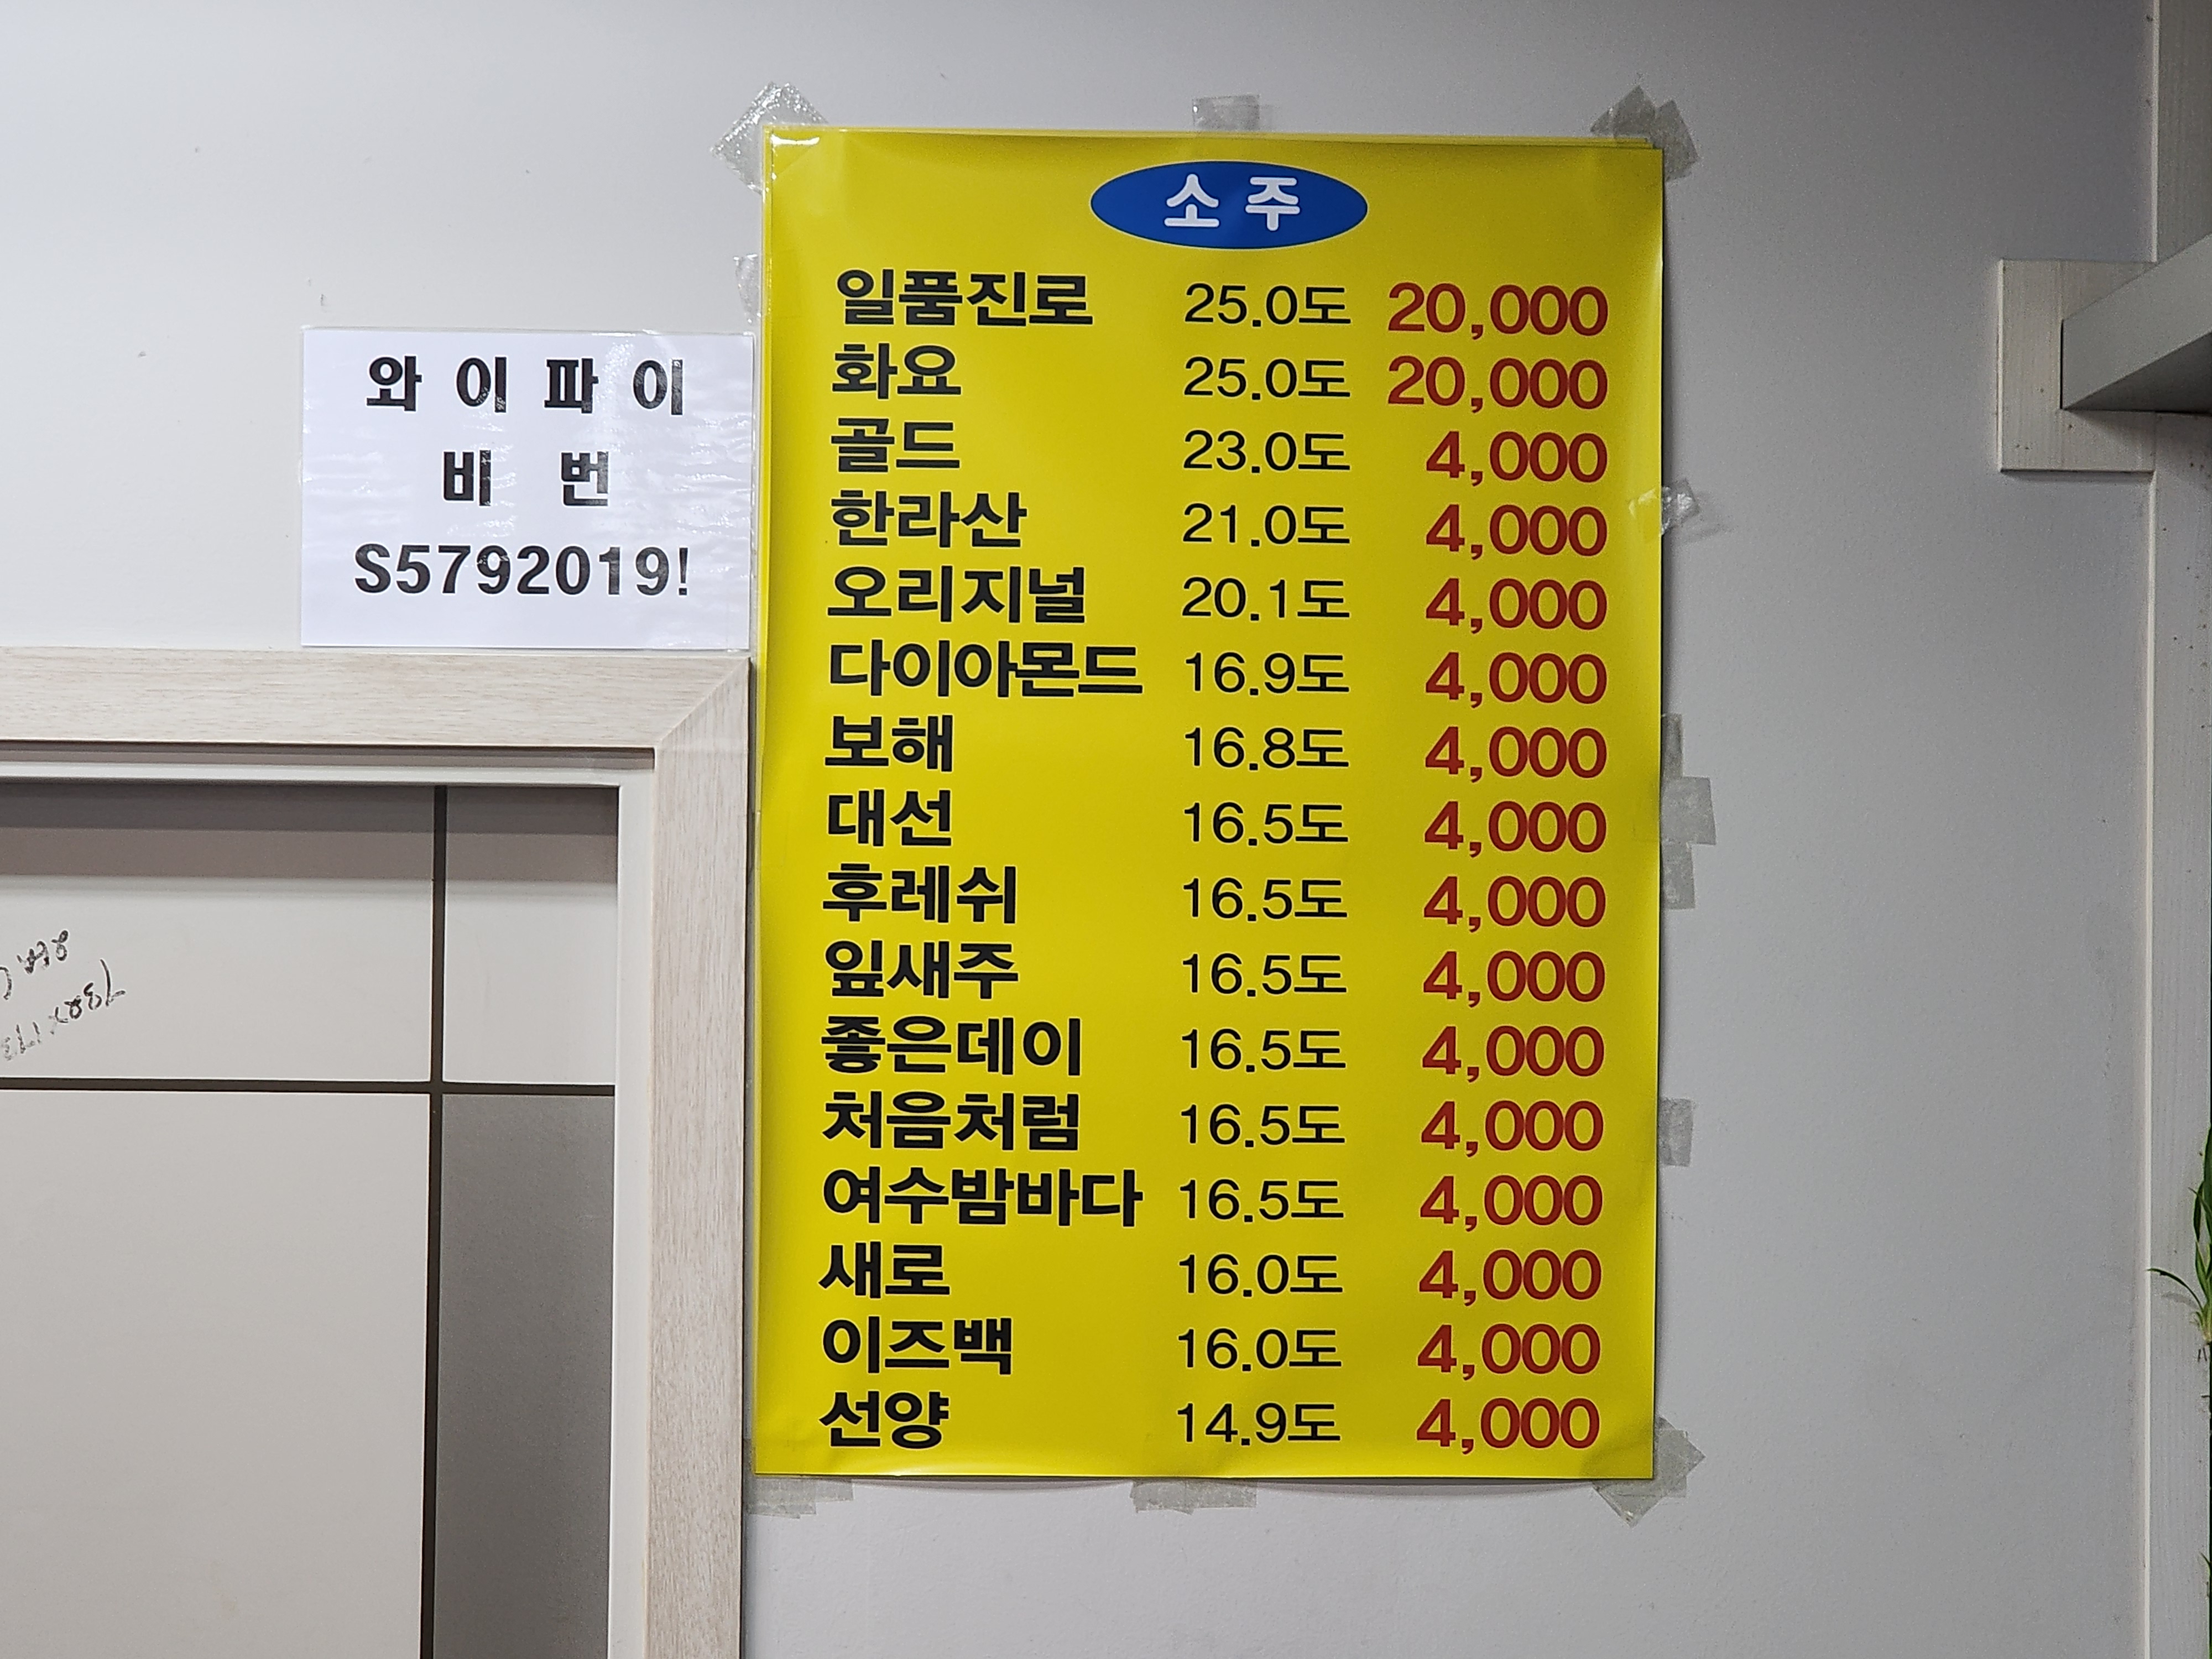 와이파이
비번
S5792019!
소주
일품진로 25.0도 20,000
화요 25.0도 20,000
골드 23.0도 4,000
한라산 21.0도 4,000
오리지널 20.1도 4,000
다이아몬드 16.9도 4,000
보해 16.8도 4,000
대선 16.5도 4,000
후레쉬 16.5도 4,000
잎새주 16.5도 4,000
좋은데이 16.5도 4,000
처음처럼 16.5도 4,000
여수밤바다 16.5도 4,000
새로 16.0도 4,000
이즈백 16.0도 4,000
선양 14.9도 4,000